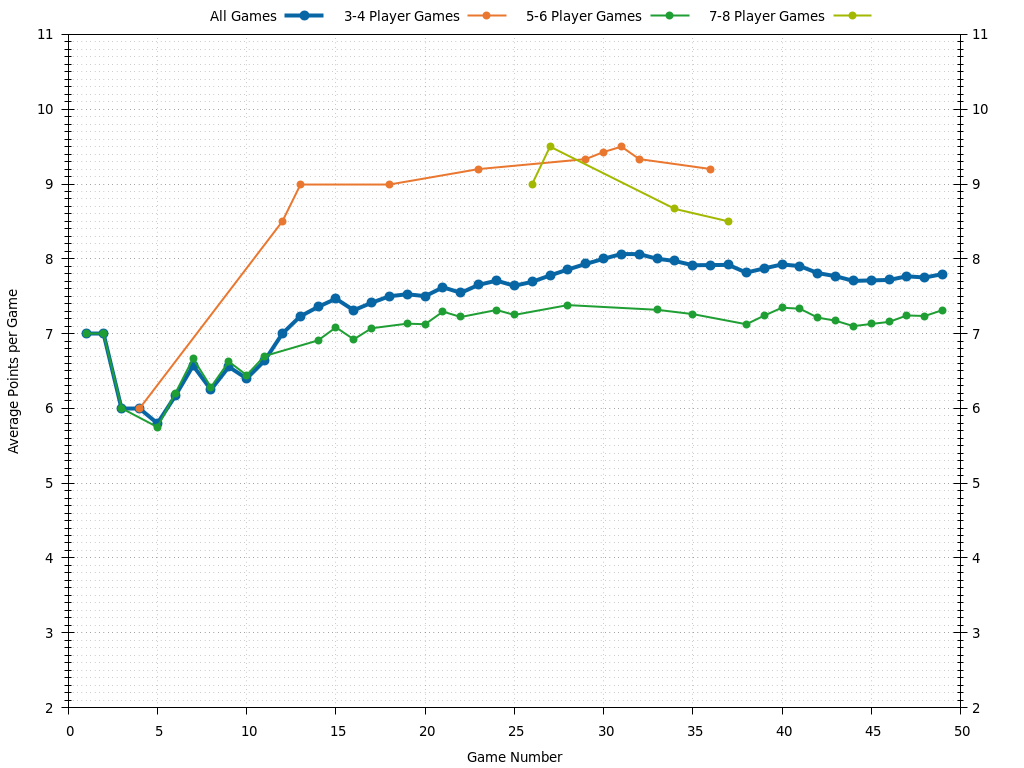 All Games 3-4 Player Games 5-6 Player Games 7-8 Player Games
11 11
10 10
9 9
8 8
7 7
6 6
5 5
4 4
3 3
2 2
Average Points per Game
0 5 10 15 20 25 30 35 40 45 50
Game Number